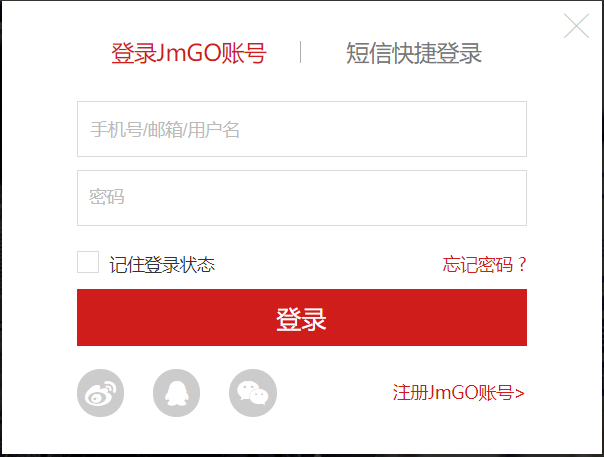 登录JmGO账号 | 短信快捷登录
手机号/邮箱/用户名
密码
记住登录状态 忘记密码？
登录
注册JmGO账号>